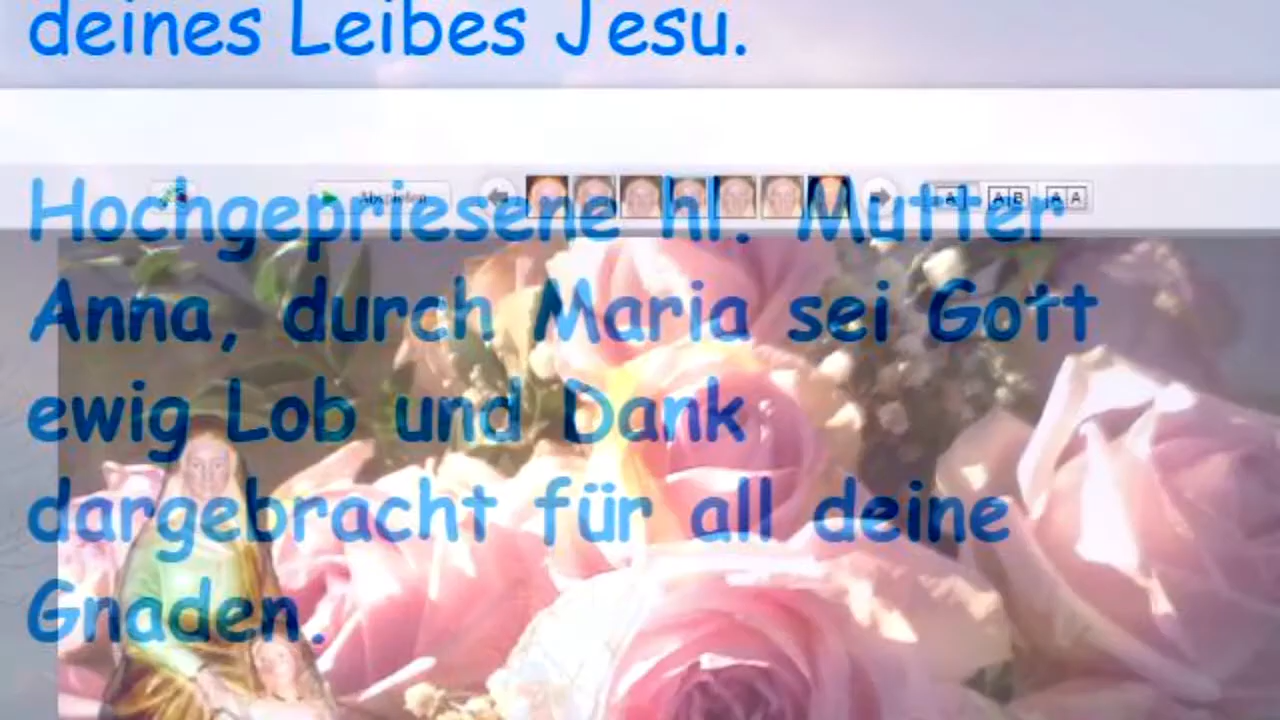 deines Leibes Jesu.
Hochgepriesene hl. Mutter
Abspielen
A
A B
A A
Anna, durch Maria sei Gott
ewig Lob und Dank
dargebracht für all deine
Gnaden.